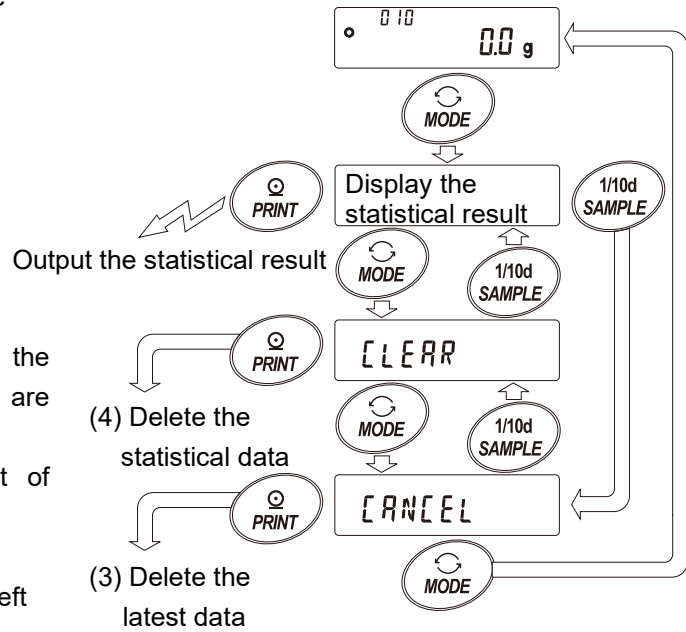 010
0.0 g
MODE
PRINT
Display the
statistical result
1/10d
SAMPLE
Output the statistical result
MODE
1/10d
SAMPLE
PRINT
CLEAR
the
are
(4) Delete the
statistical data
MODE
1/10d
SAMPLE
t of
PRINT
CANCEL
(3) Delete the
latest data
eft
MODE